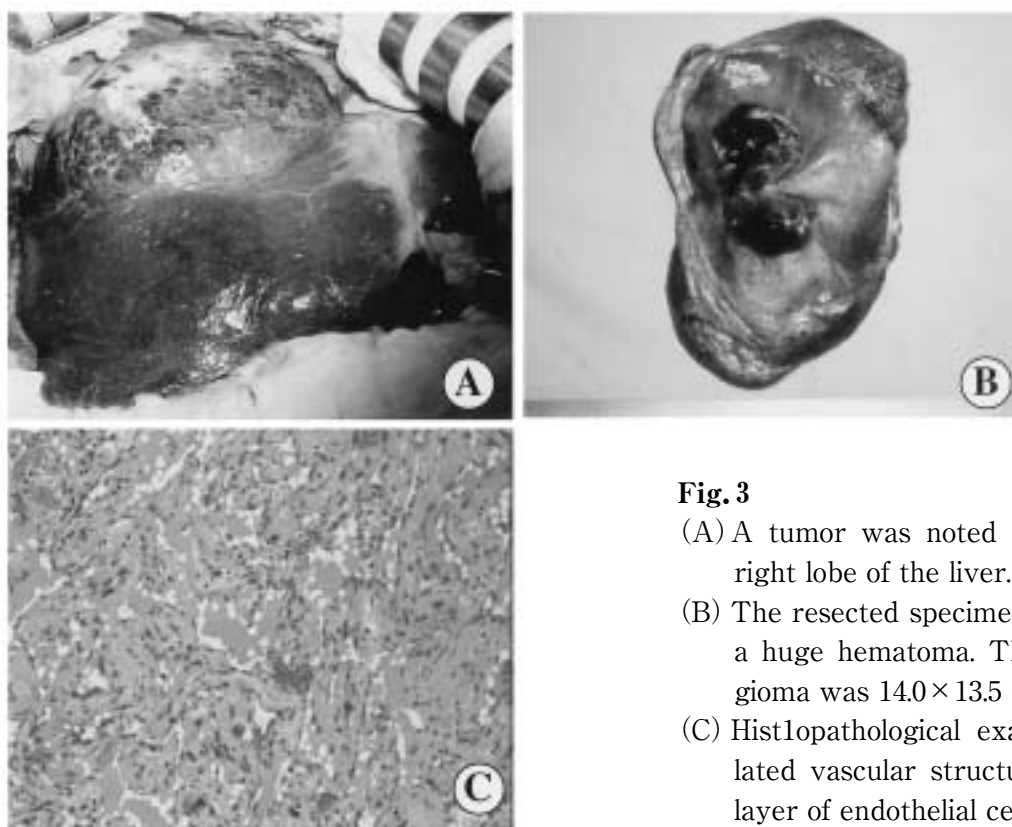 A
B
C
Fig. 3
(A) A tumor was noted
right lobe of the liver.
(B) The resected specime
a huge hematoma. Th
gioma was 14.0×13.5
(C) Hist1opathological exa
lated vascular structu
layer of endothelial ce